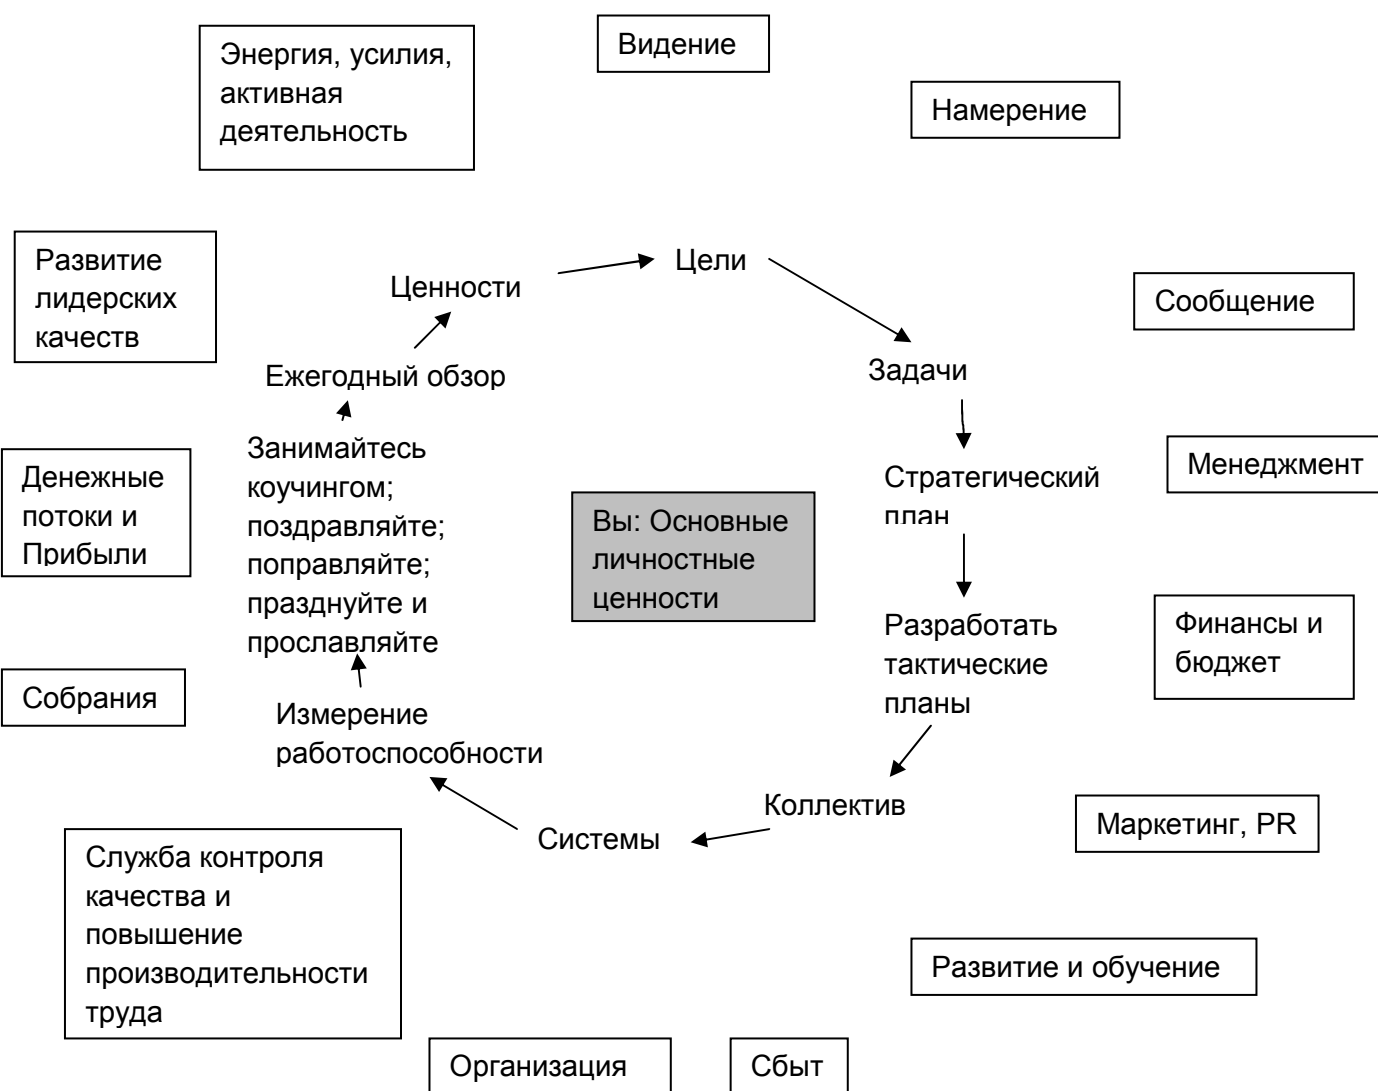 Видение
Энергия, усилия,
активная
деятельность
Намерение
Развитие
лидерских
качеств
Цели
Ценности
Сообщение
Ежегодный обзор
Задачи
Занимайтесь
коучингом;
поздравляйте;
поправляйте;
празднуйте и
прославляйте
Денежные
потоки и
Прибыли
Стратегический
план
Менеджмент
Вы: Основные
личностные
ценности
Разработать
тактические
планы
Финансы и
бюджет
Собрания
Измерение
работоспособности
Коллектив
Системы
Маркетинг, PR
Служба контроля
качества и
повышение
производительности
труда
Развитие и обучение
Организация
Сбыт